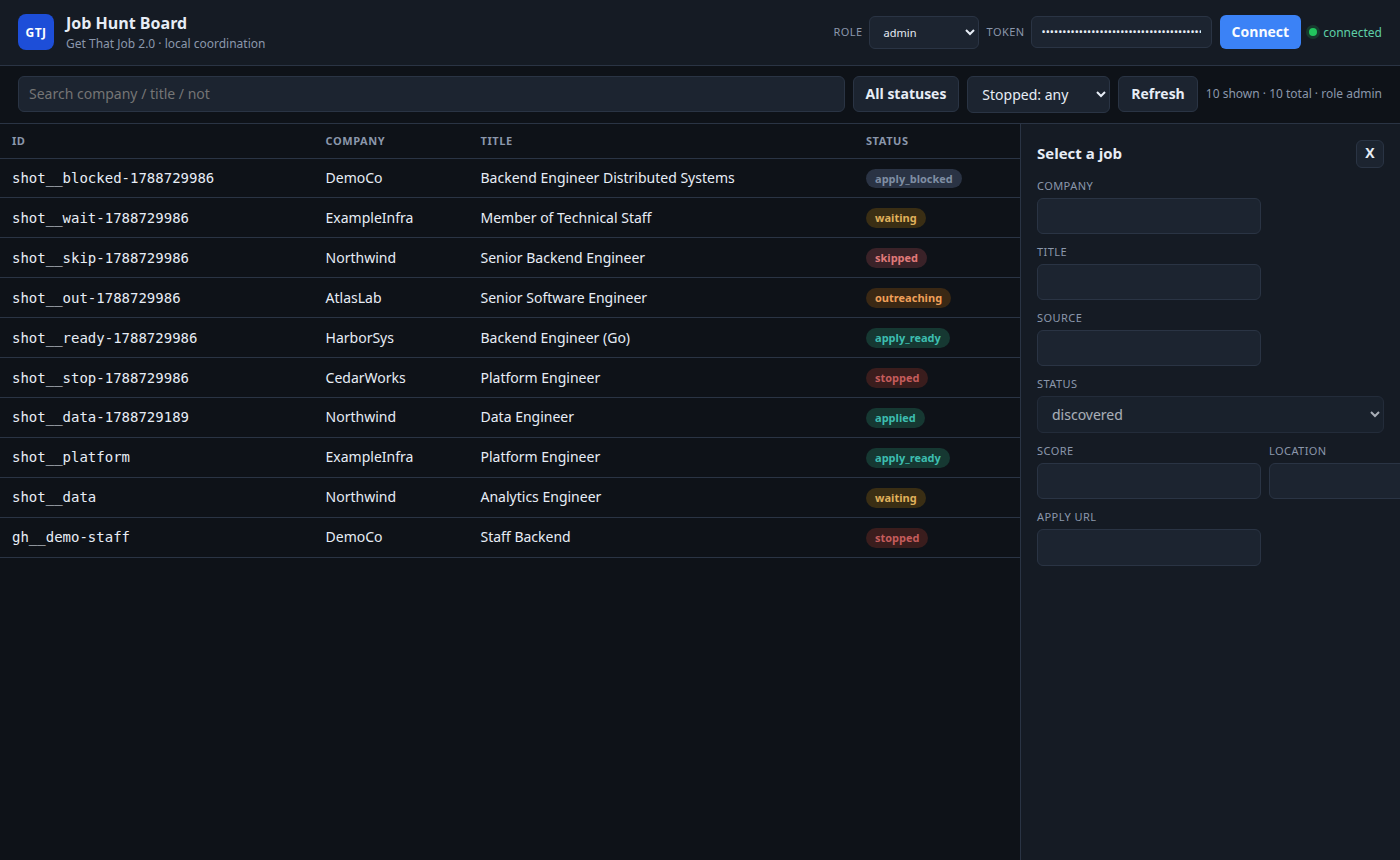 GTJ
Job Hunt Board
Get That Job 2.0 · local coordination
ROLE admin TOKEN •••••••••••••••••••••••••••••••••••••• Connect connected
Search company / title / not All statuses Stopped: any Refresh 10 shown · 10 total · role admin
ID COMPANY TITLE STATUS
shot__blocked-1788729986 DemoCo Backend Engineer Distributed Systems apply_blocked
shot__wait-1788729986 ExampleInfra Member of Technical Staff waiting
shot__skip-1788729986 Northwind Senior Backend Engineer skipped
shot__out-1788729986 AtlasLab Senior Software Engineer outreaching
shot__ready-1788729986 HarborSys Backend Engineer (Go) apply_ready
shot__stop-1788729986 CedarWorks Platform Engineer stopped
shot__data-1788729189 Northwind Data Engineer applied
shot__platform ExampleInfra Platform Engineer apply_ready
shot__data Northwind Analytics Engineer waiting
gh__demo-staff DemoCo Staff Backend stopped
Select a job X
COMPANY
TITLE
SOURCE
STATUS
discovered
SCORE LOCATION
APPLY URL